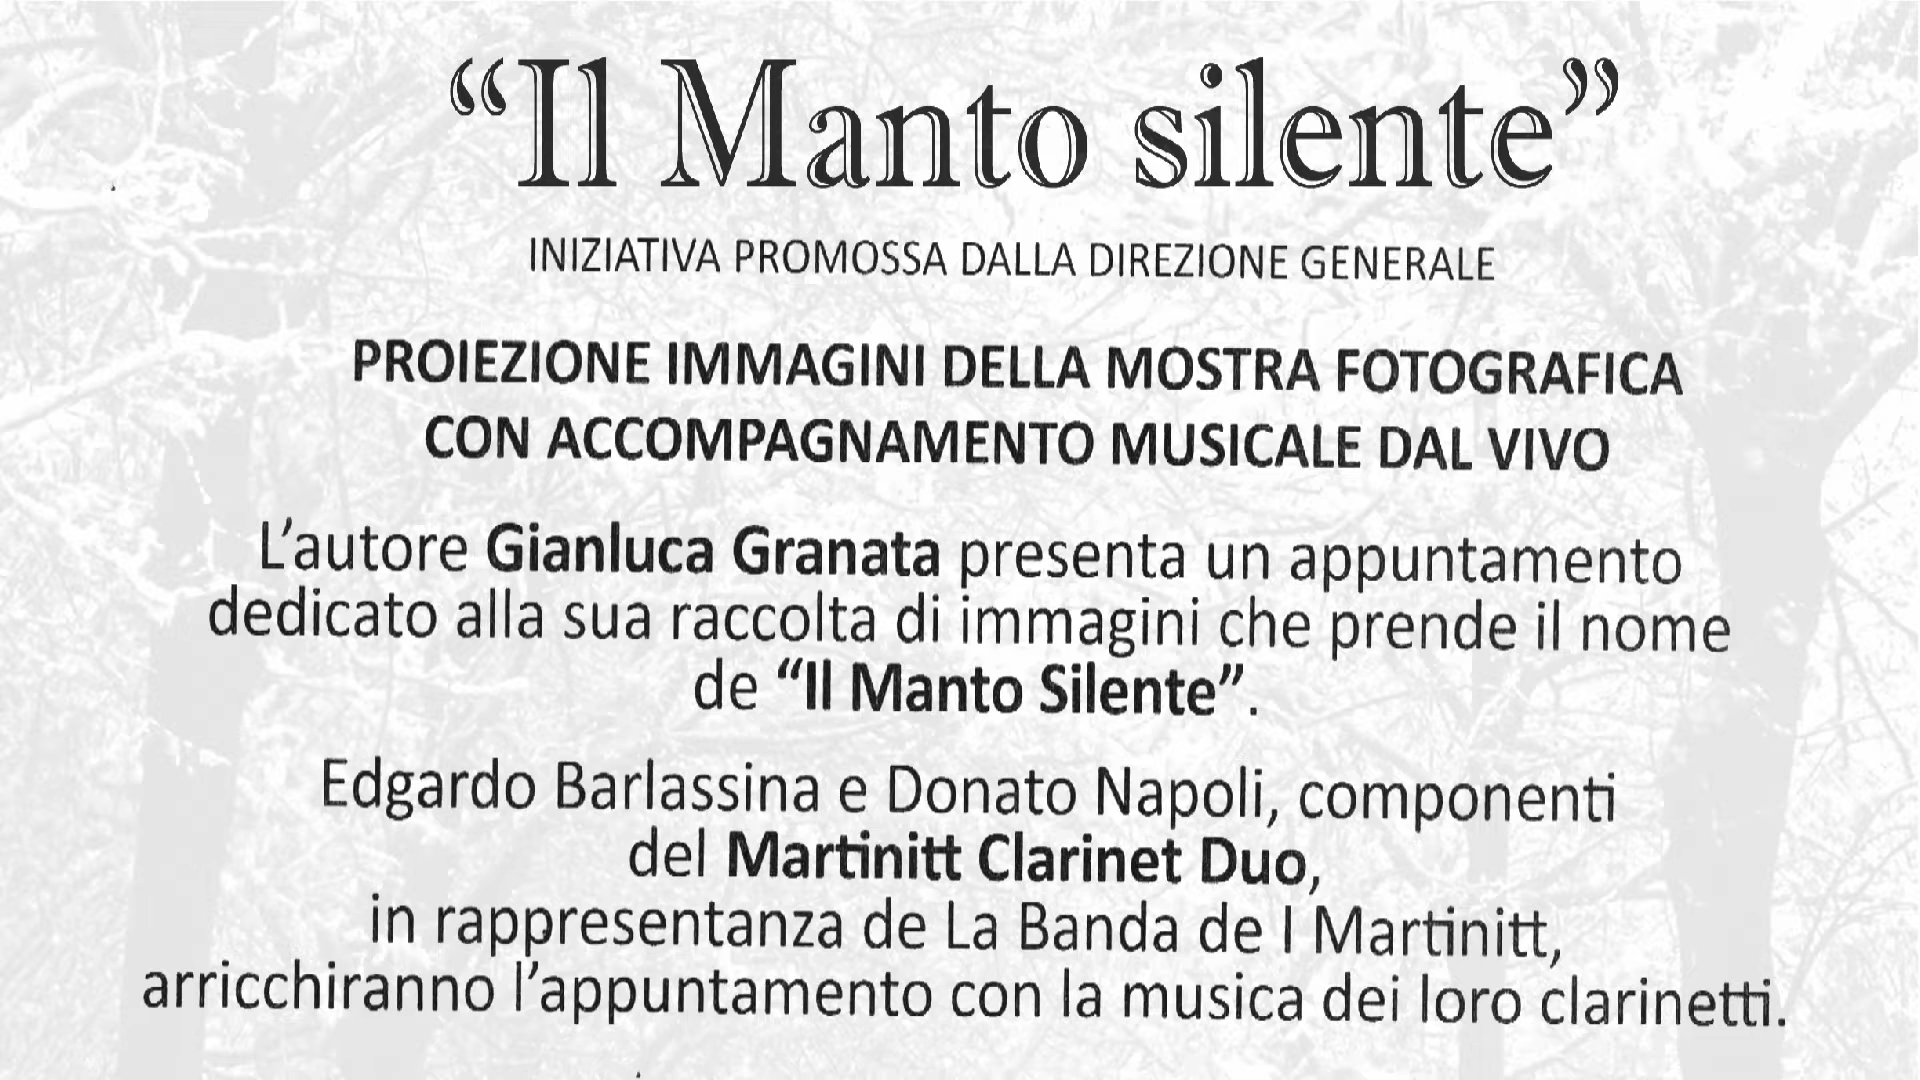 “Il Manto silente”
INIZIATIVA PROMOSSA DALLA DIREZIONE GENERALE
PROIEZIONE IMMAGINI DELLA MOSTRA FOTOGRAFICA
CON ACCOMPAGNAMENTO MUSICALE DAL VIVO
L’autore Gianluca Granata presenta un appuntamento
dedicato alla sua raccolta di immagini che prende il nome
de “Il Manto Silente”.
Edgardo Barlassina e Donato Napoli, componenti
del Martinitt Clarinet Duo,
in rappresentanza de La Banda de I Martinitt,
arricchiranno l’appuntamento con la musica dei loro clarinetti.